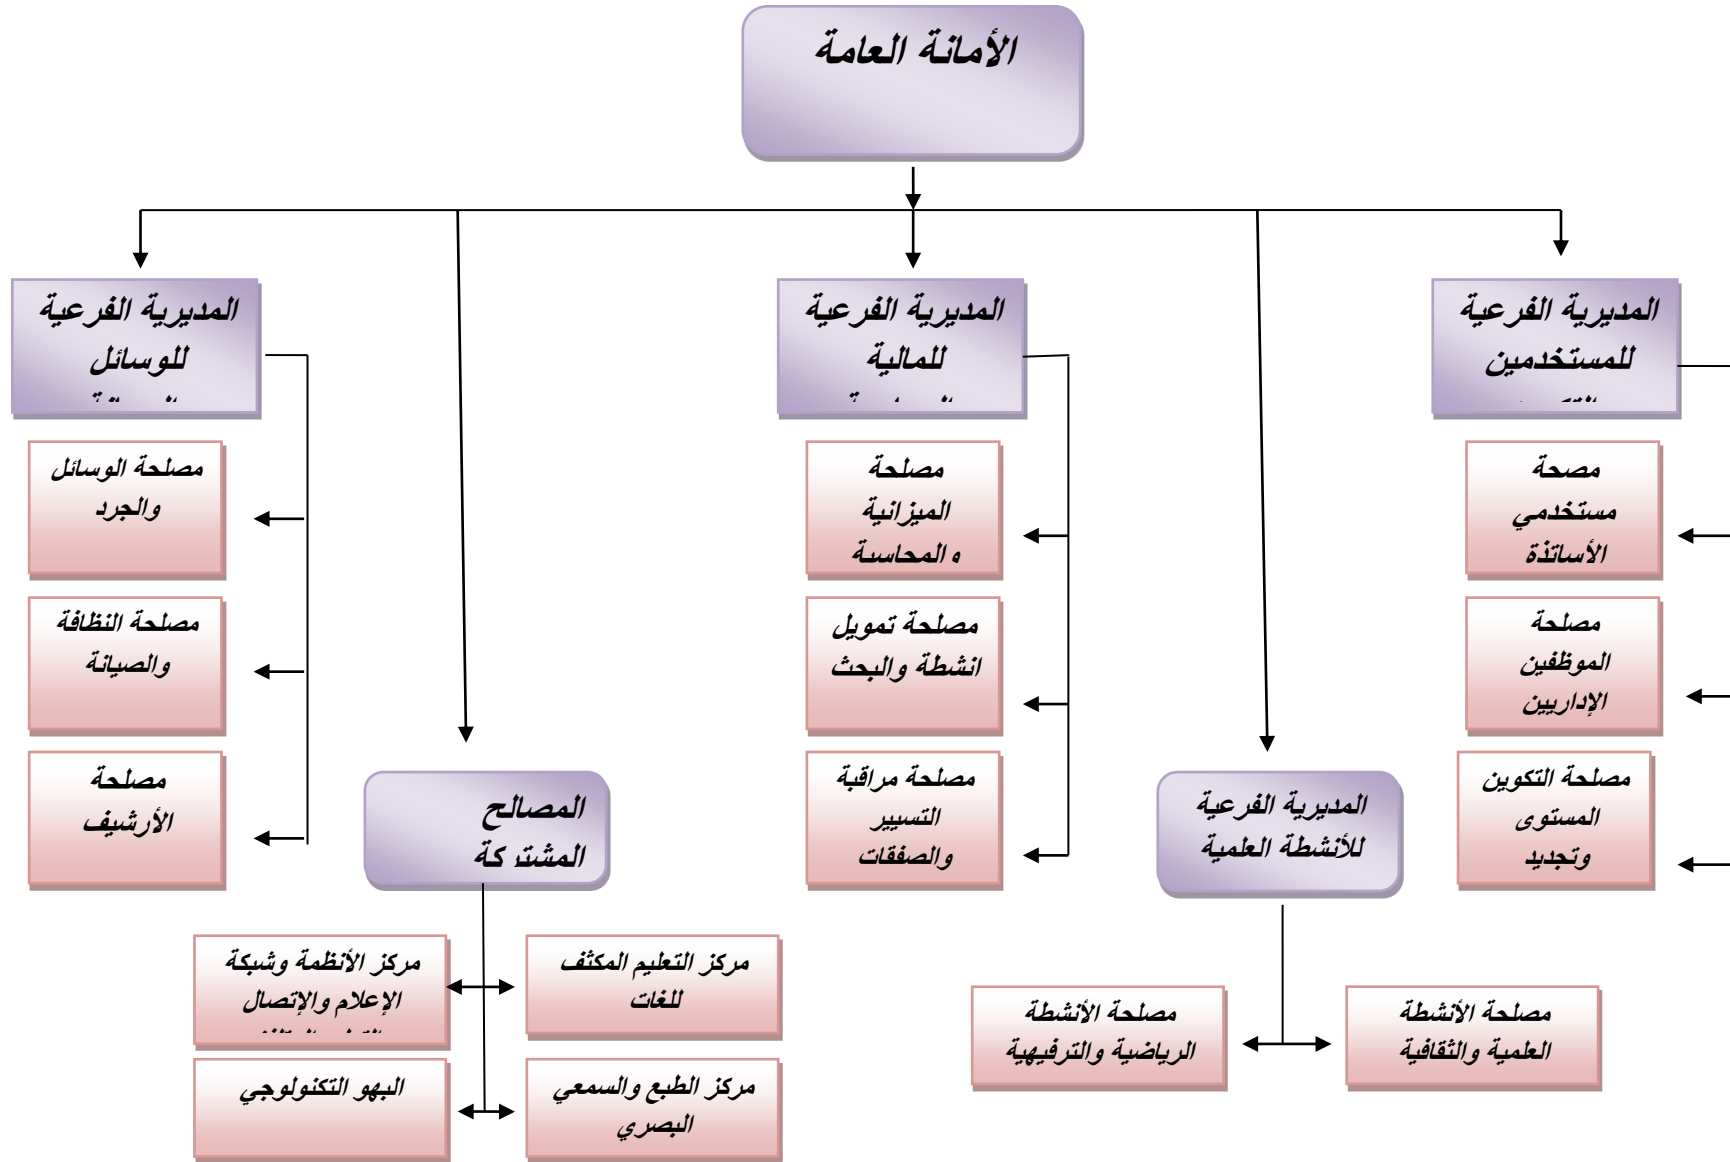 الأمانة العامة
المديرية الفرعية
للمستخدمين
المديرية الفرعية
للمالية
المديرية الفرعية
للوسائل
مصحة
مستخدمي
الأساتذة
مصلحة
الموظفين
الإداريين
مصلحة التكوين
المستوى
وتجديد
مصلحة
الميزانية
والمحاسبة
مصلحة تمويل
انشطة والبحث
مصلحة مراقبة
التسيير
والصفقات
مصلحة الوسائل
والجرد
مصلحة النظافة
والصيانة
مصلحة
الأرشيف
المديرية الفرعية
للأنشطة العلمية
المصالح
المشتركة
مصلحة الأنشطة
العلمية والثقافية
مصلحة الأنشطة
الرياضية والترفيهية
مركز التعليم المكثف
للغات
مركز الأنظمة وشبكة
الإعلام والإتصال
مركز الطبع والسمعي
البصري
البهو التكنولوجي